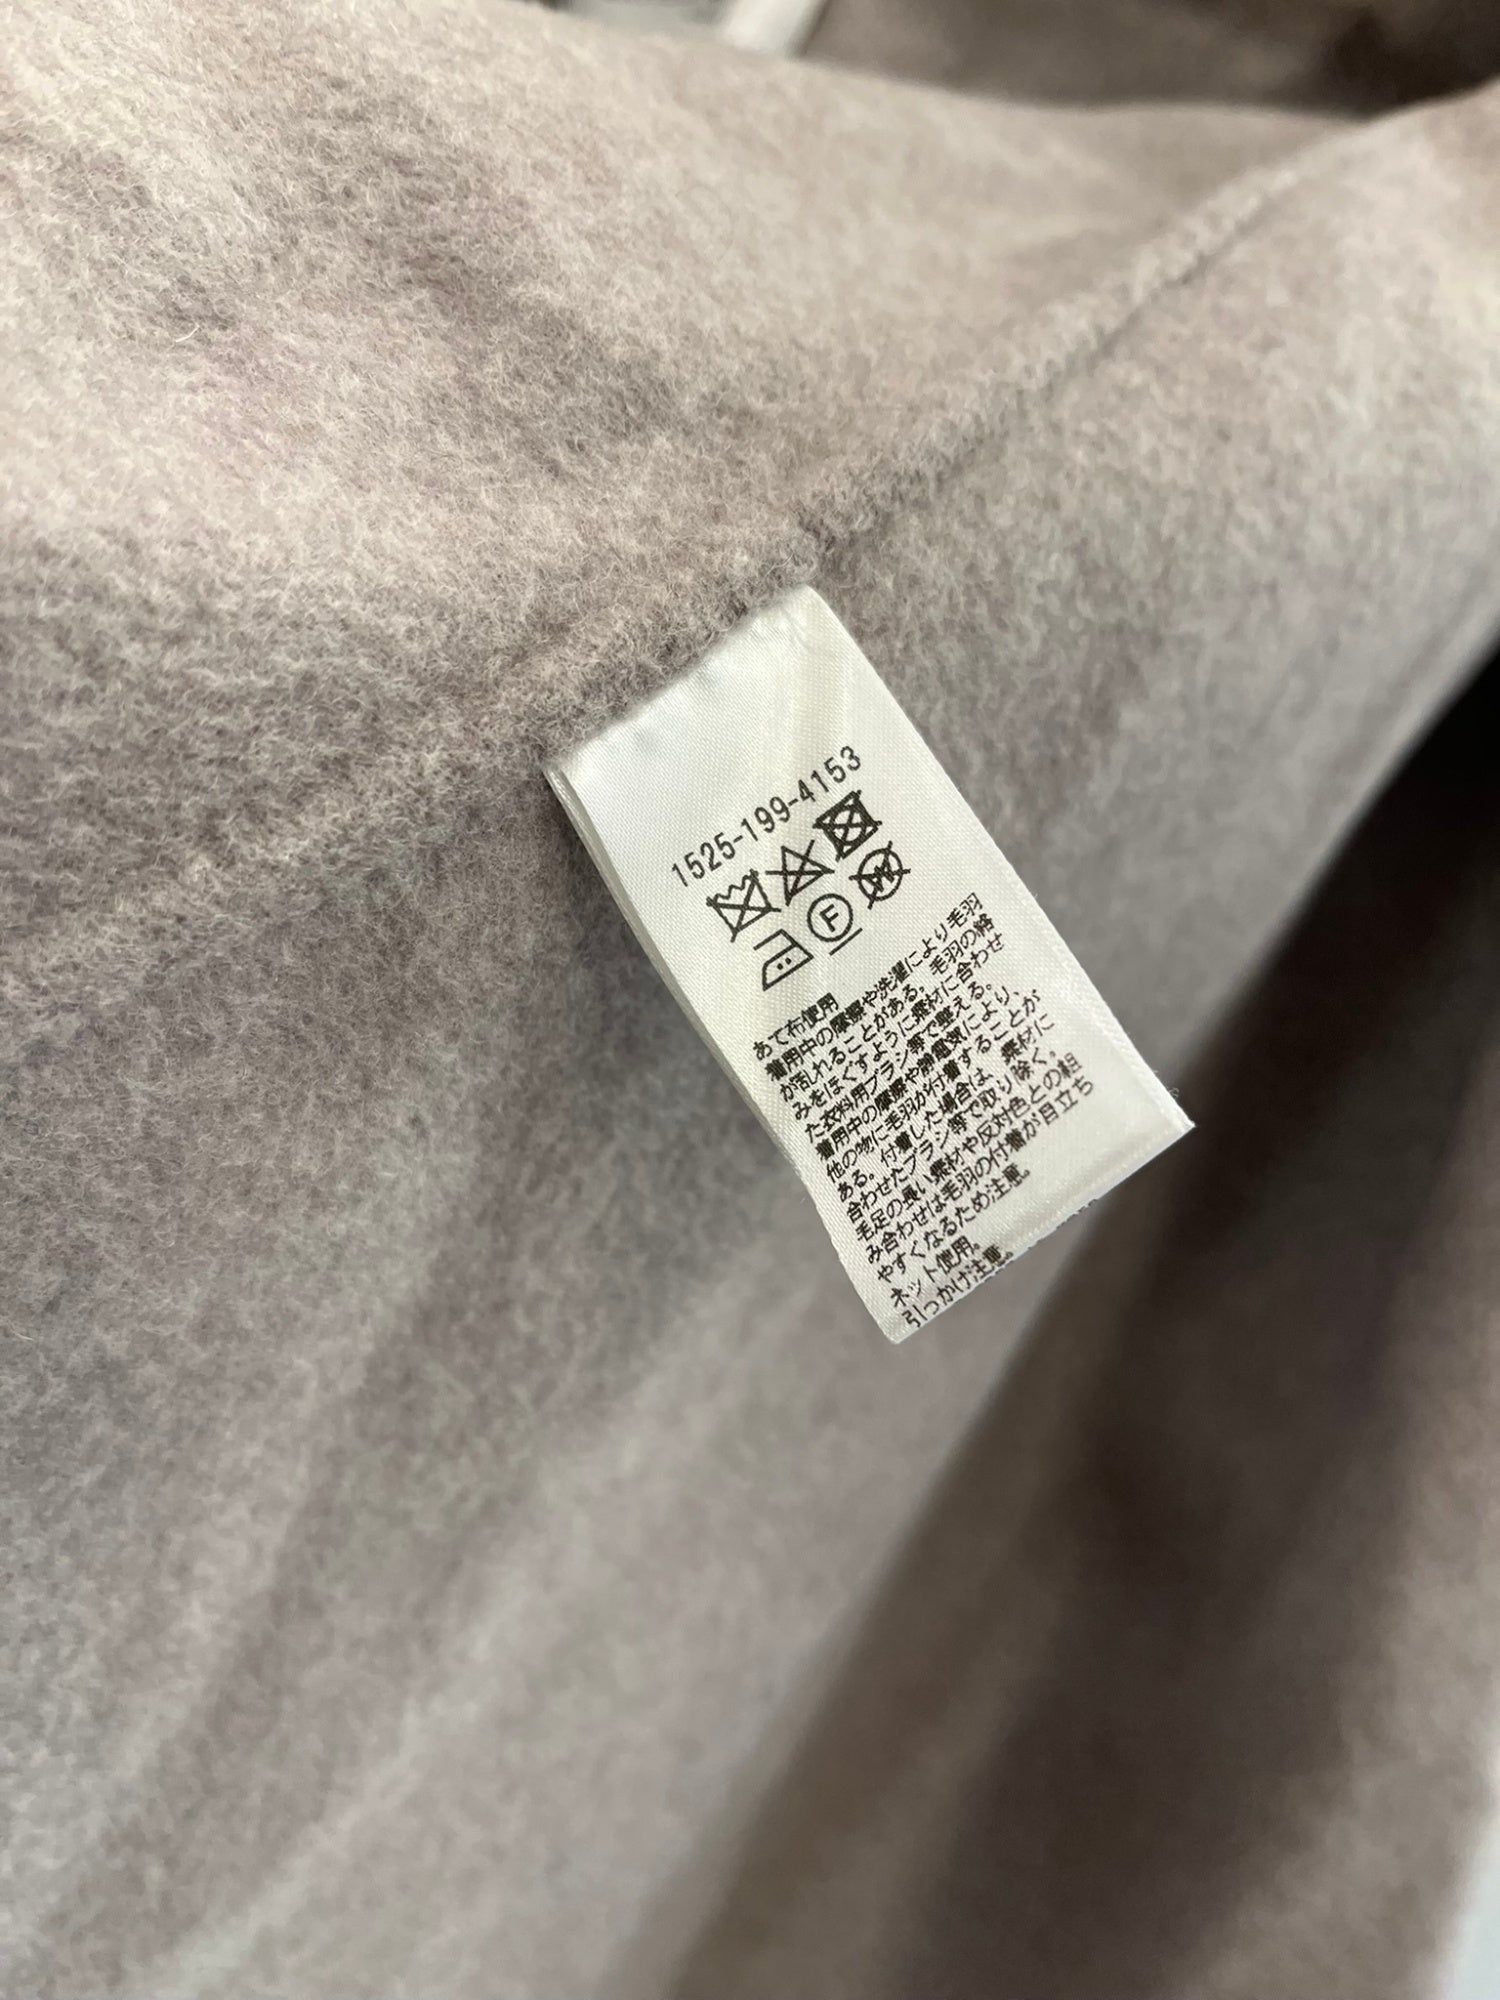 1525-199-4153
F
W
あて布使用
着用中の摩擦や洗濯により毛羽
が乱れることがある。毛羽の絡
みをほぐすように素材に合わせ
た衣料用ブラシ等で整える。
着用中の摩擦や静電気により、
他の物に毛羽が付着することが
ある。付着した場合は、素材に
合わせたブラシ等で取り除く。
毛足の長い素材や反対色との組
み合わせは毛羽の付着が目立ち
やすくなるため注意。
ネット使用。
引っかけ注意。